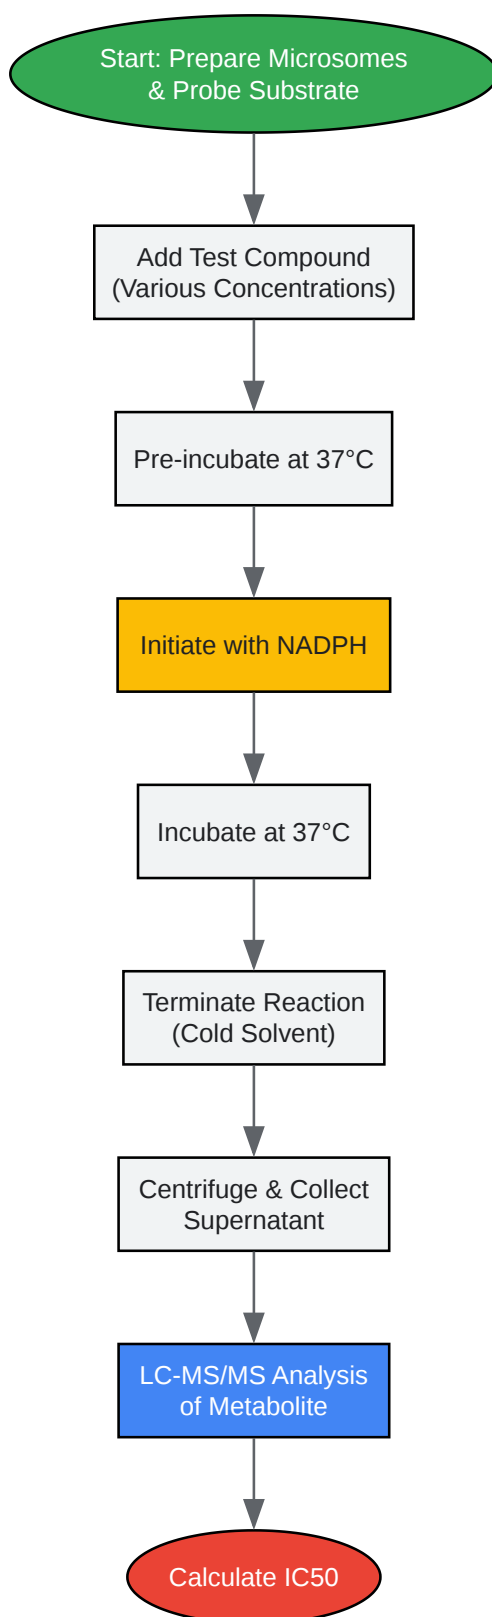 Start: Prepare Microsomes
& Probe Substrate
Add Test Compound
(Various Concentrations)
Pre-incubate at 37°C
Initiate with NADPH
Incubate at 37°C
Terminate Reaction
(Cold Solvent)
Centrifuge & Collect
Supernatant
LC-MS/MS Analysis
of Metabolite
Calculate IC50